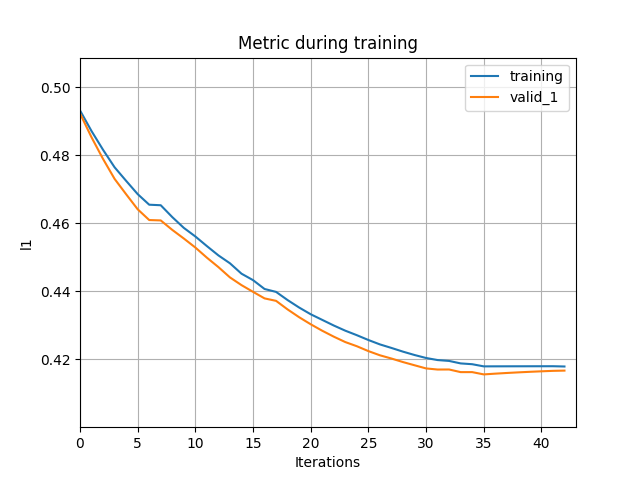 Metric during training
training
valid_1
0.50
0.48
0.46
0.44
0.42
l1
0 5 10 15 20 25 30 35 40
Iterations